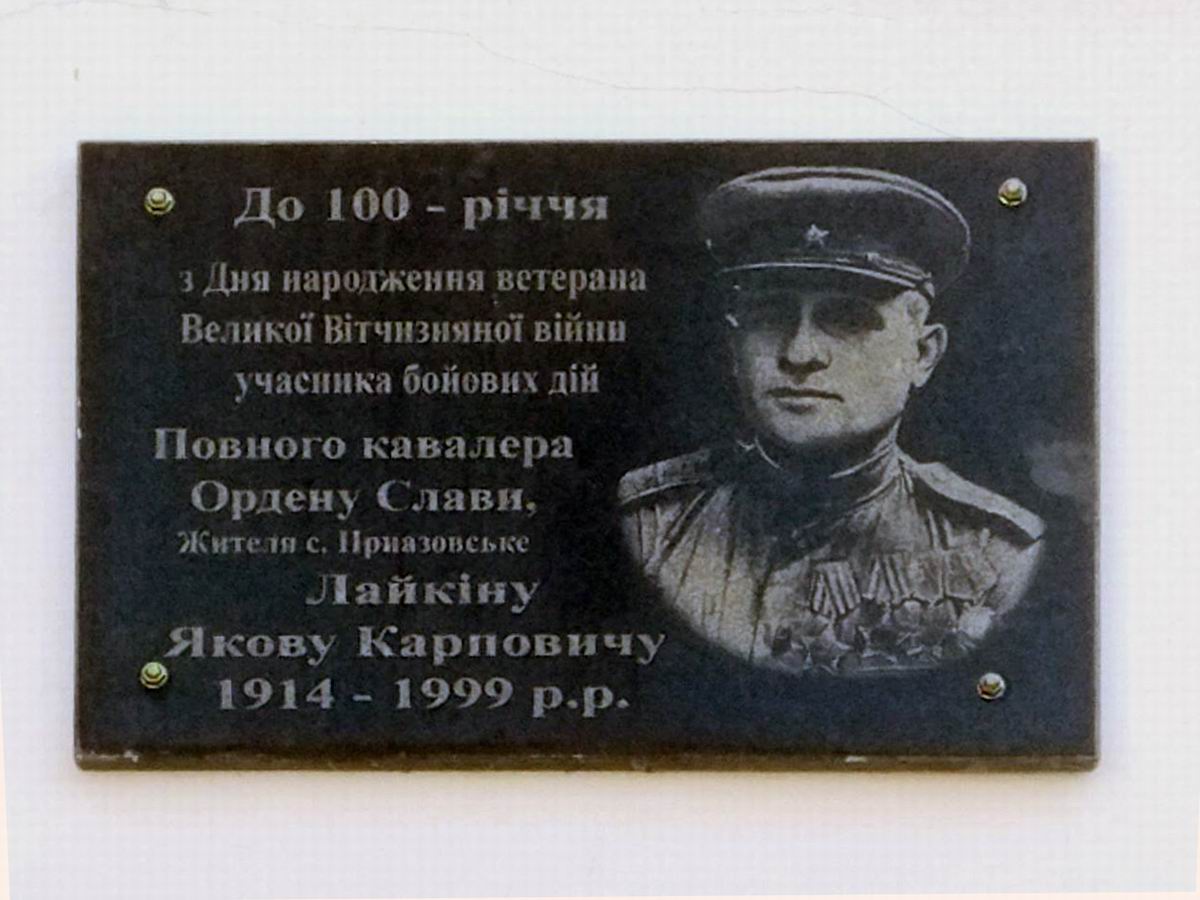 До 100 - річчя
з Дня народження ветерана
Великої Вітчизняної війни
учасника бойових дій
Повного кавалера
Ордену Слави,
Жителя с. Приазовське
Лайкіну
Якову Карповичу
1914 - 1999 р.р.